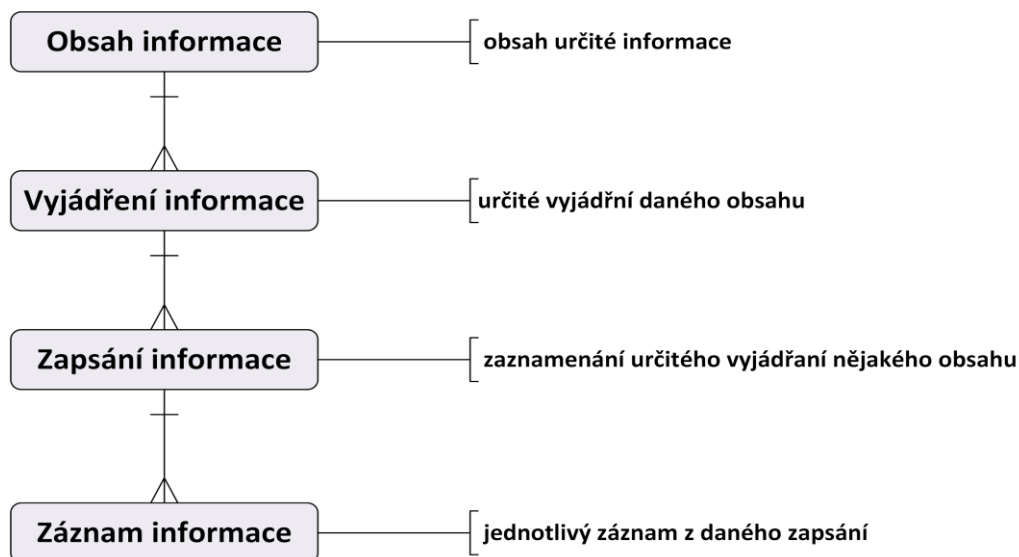 Obsah informace
obsah určité informace
Vyjádření informace
určité vyjádřní daného obsahu
Zapsání informace
zaznamenání určitého vyjádřaní nějakého obsahu
Záznam informace
jednotlivý záznam z daného zapsání